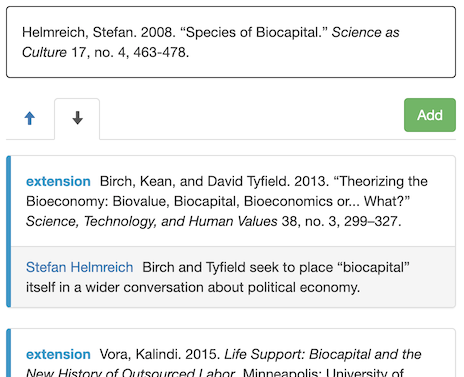 Helmreich, Stefan. 2008. “Species of Biocapital.” Science as
Culture 17, no. 4, 463-478.
Add
extension Birch, Kean, and David Tyfield. 2013. “Theorizing the
Bioeconomy: Biovalue, Biocapital, Bioeconomics or... What?”
Science, Technology, and Human Values 38, no. 3, 299–327.
Stefan Helmreich Birch and Tyfield seek to place “biocapital”
itself in a wider conversation about political economy.
extension Vora, Kalindi. 2015. Life Support: Biocapital and the
New History of Outsourced Labor. Minneapolis: University of